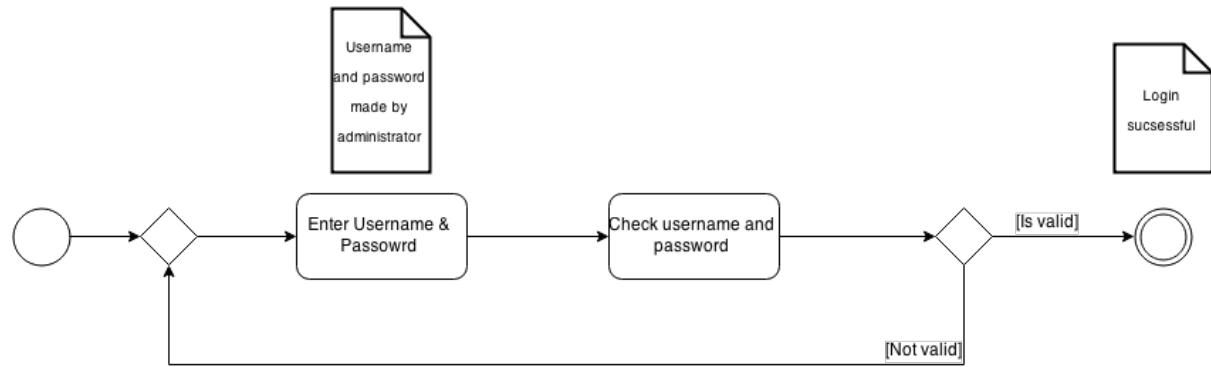 Username
and password
made by
administrator
Login
sucsessful
Enter Username &
Passowrd
Check username and
password
[Is valid]
[Not valid]